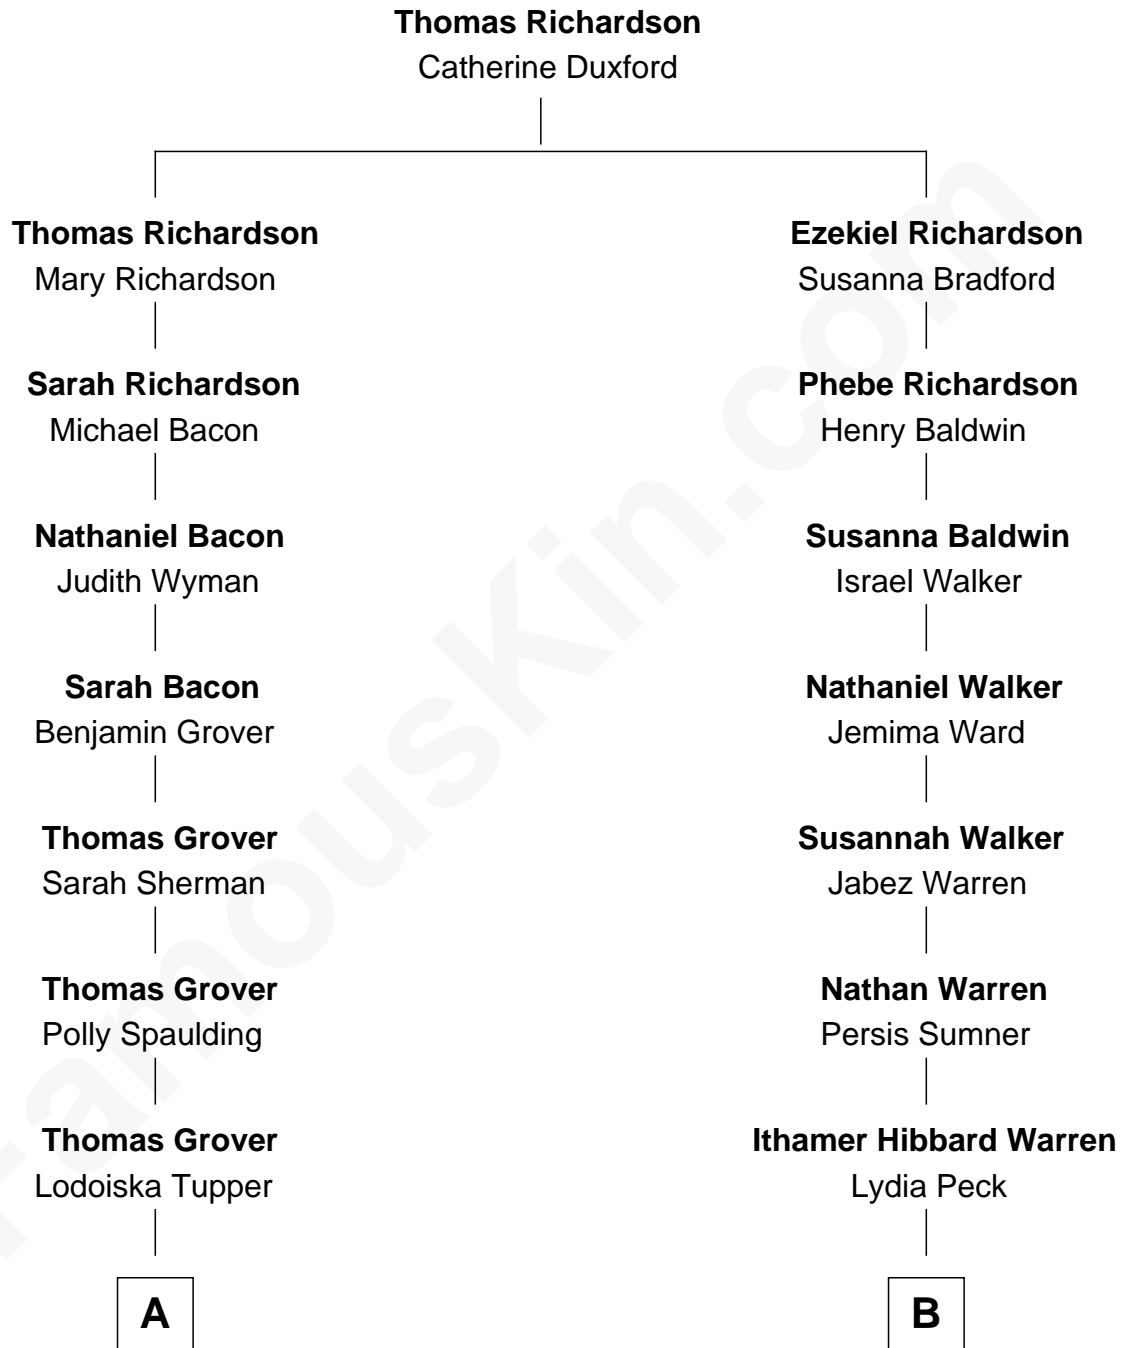 Thomas Richardson
Catherine Duxford
Thomas Richardson
Mary Richardson
Sarah Richardson
Michael Bacon
Nathaniel Bacon
Judith Wyman
Sarah Bacon
Benjamin Grover
Thomas Grover
Sarah Sherman
Thomas Grover
Polly Spaulding
Thomas Grover
Lodoiska Tupper
A
Ezekiel Richardson
Susanna Bradford
Phebe Richardson
Henry Baldwin
Susanna Baldwin
Israel Walker
Nathaniel Walker
Jemima Ward
Susannah Walker
Jabez Warren
Nathan Warren
Persis Sumner
Ithamer Hibbard Warren
Lydia Peck
B
FamousKin.com